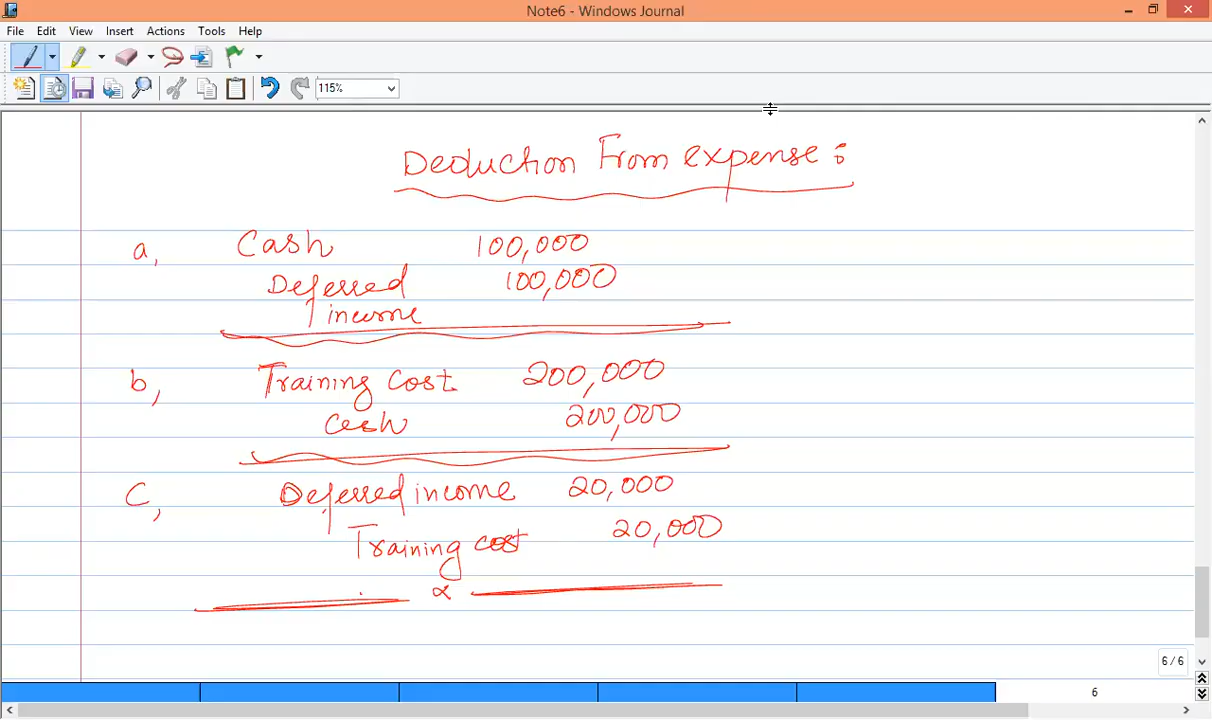 Note6 - Windows Journal
File Edit View Insert Actions Tools Help
115%
Deduction From expense:
a, Cash 100,000
Deferred 100,000
income
b, Training Cost 200,000
Cash 200,000
C, Deferred income 20,000
Training cost 20,000
6/6
6